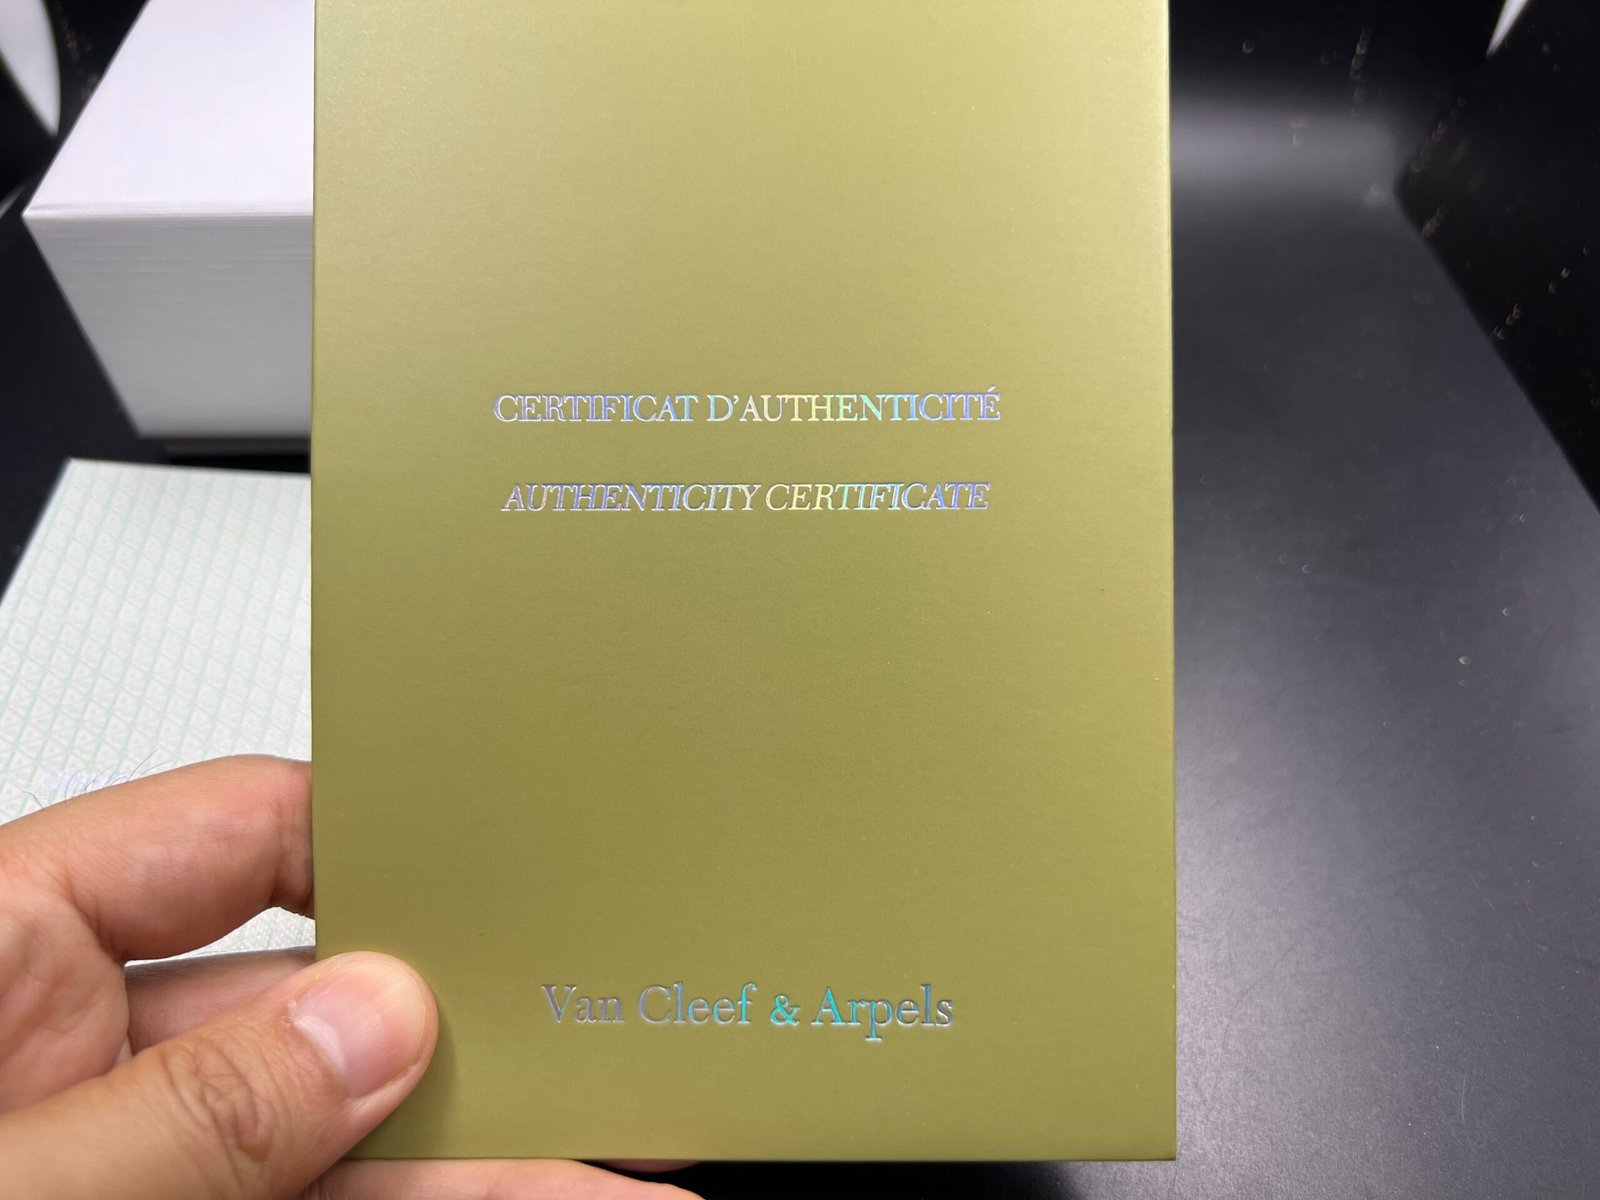 CERTIFICAT D’AUTHENTICITÉ
AUTHENTICITY CERTIFICATE
Van Cleef & Arpels